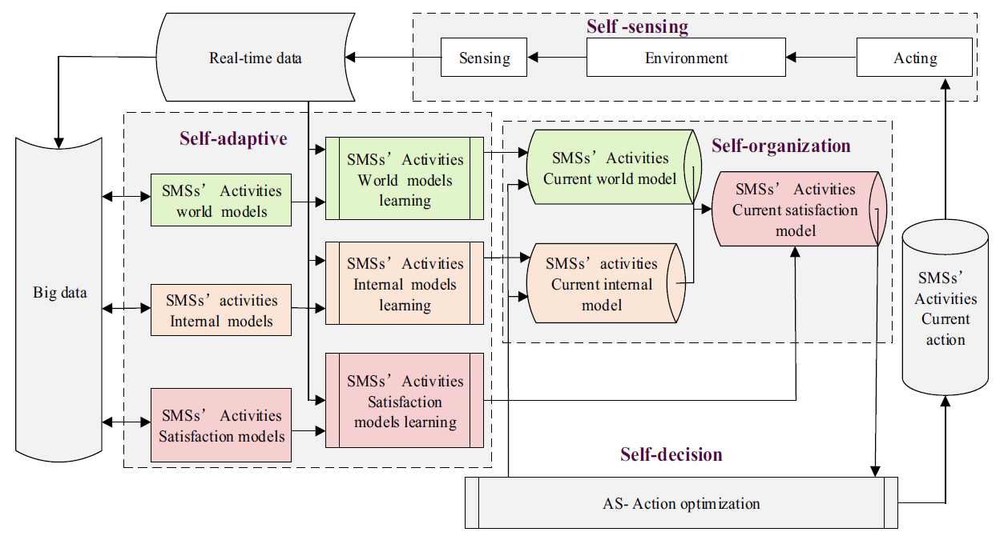 Self -sensing
Real-time data
Sensing
Environment
Acting
Self-adaptive
Self-organization
SMSs’ Activities
World models
learning
SMSs’ Activities
Current world model
SMSs’ Activities
world models
SMSs’ Activities
Current satisfaction
model
SMSs’ Activities
Internal models
learning
SMSs’ activities
Current internal
model
Big data
SMSs’ activities
Internal models
SMSs’
Activities
Current
action
SMSs’ Activities
Satisfaction
models learning
SMSs’ Activities
Satisfaction models
Self-decision
AS- Action optimization